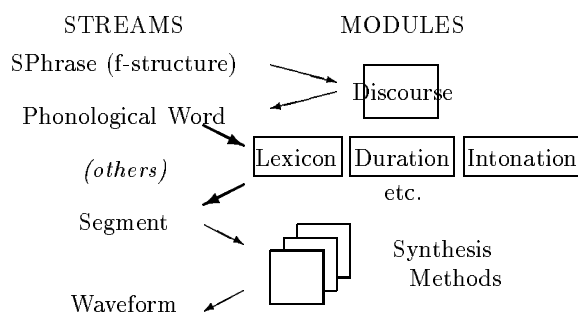 STREAMS MODULES
SPhrase (f-structure)
Discourse
Phonological Word
Lexicon Duration Intonation
(others)
etc.
Segment
Synthesis
Methods
Waveform